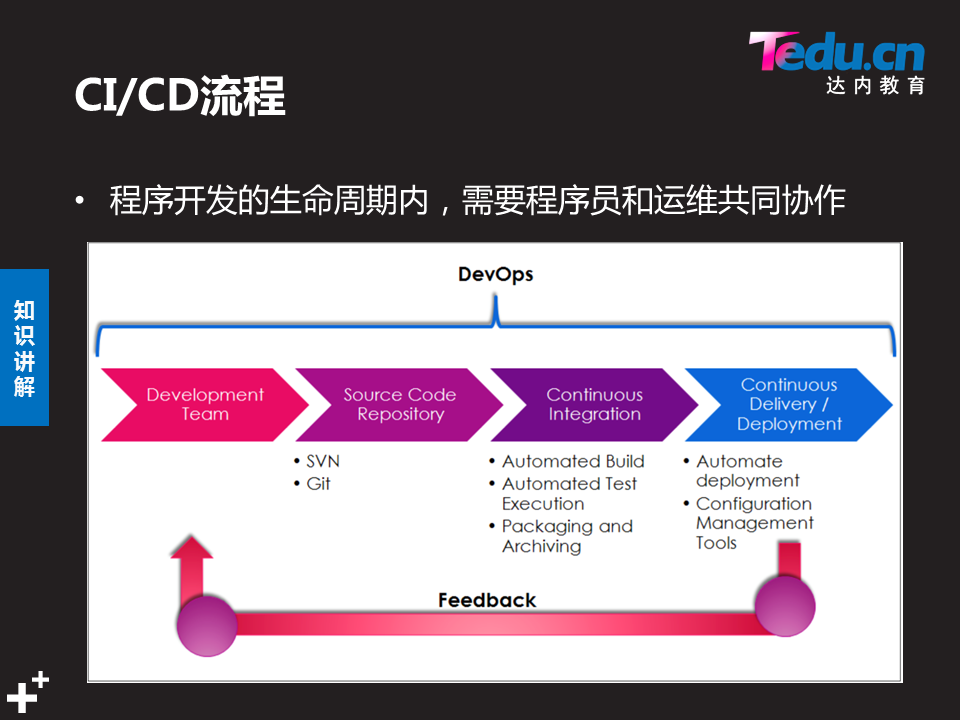 Tedu.cn
达内教育
CI/CD流程
• 程序开发的生命周期内，需要程序员和运维共同协作
知
识
讲
解
DevOps
Development
Team
Source Code
Repository
Continuous
Integration
Continuous
Delivery /
Deployment
• SVN
• Git
• Automated Build
• Automated Test
Execution
• Packaging and
Archiving
• Automate
deployment
• Configuration
Management
Tools
Feedback